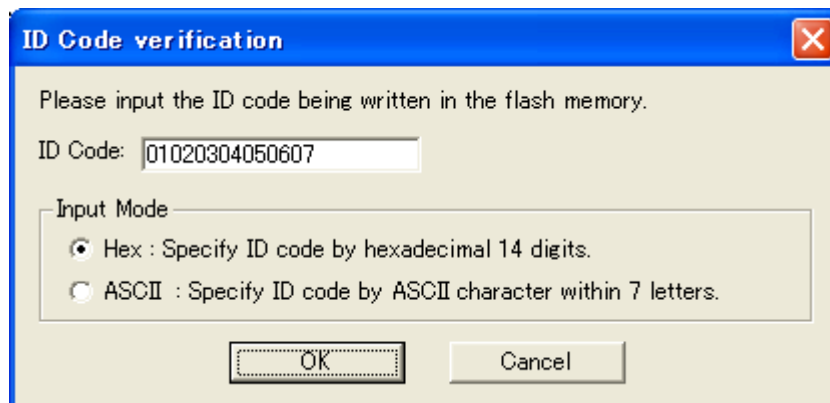 ID Code verification
Please input the ID code being written in the flash memory.
ID Code: 01020304050607
Input Mode
Hex : Specify ID code by hexadecimal 14 digits.
ASCII : Specify ID code by ASCII character within 7 letters.
OK Cancel